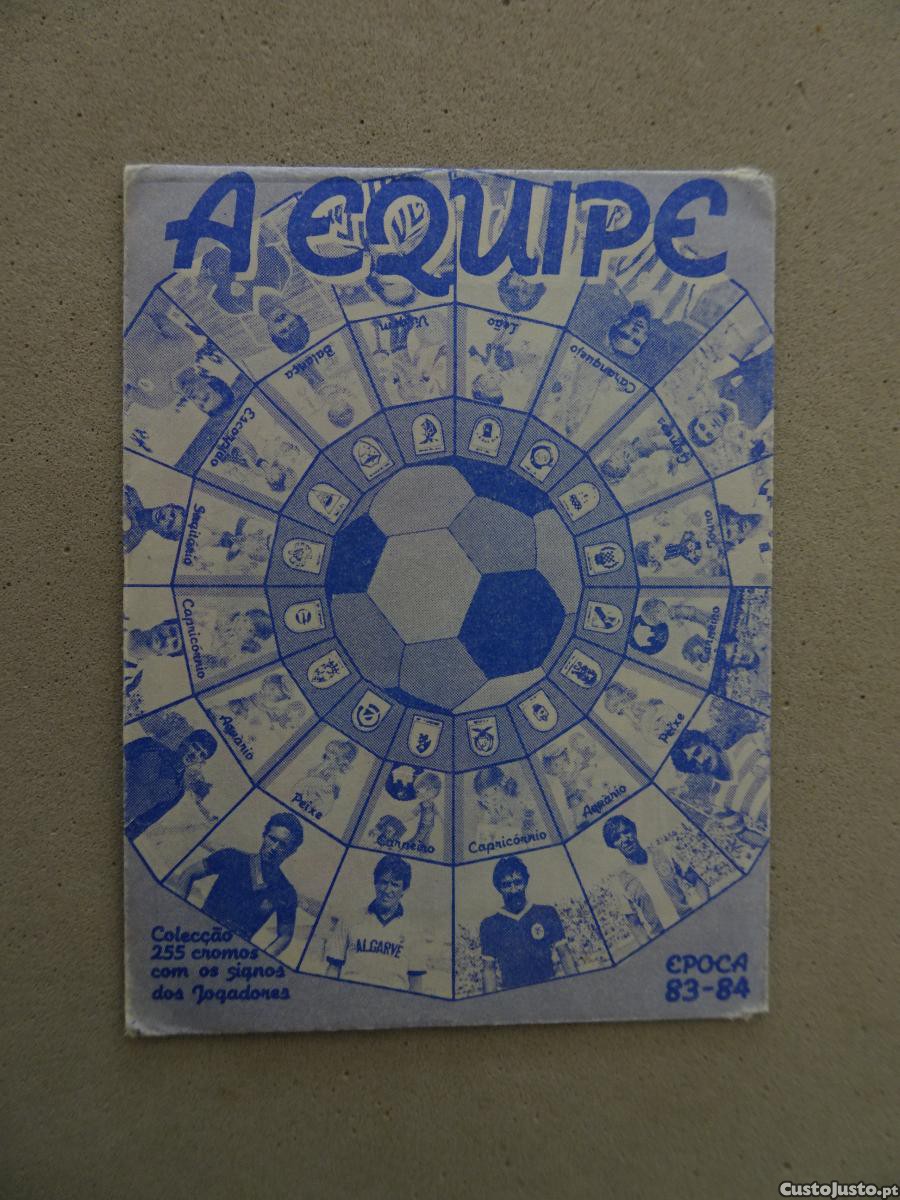 A EQUIPE
Virgem
Leão
Balança
Caranguejo
Escorpião
Gémeos
Sagitário
Touro
Capricórnio
Carneiro
Aquário
Peixe
Peixe
Aquário
Carneiro
Capricórnio
ALGARVE
Colecção
255 cromos
com os signos
dos Jogadores
EPOCA
83-84
CustoJusto.pt